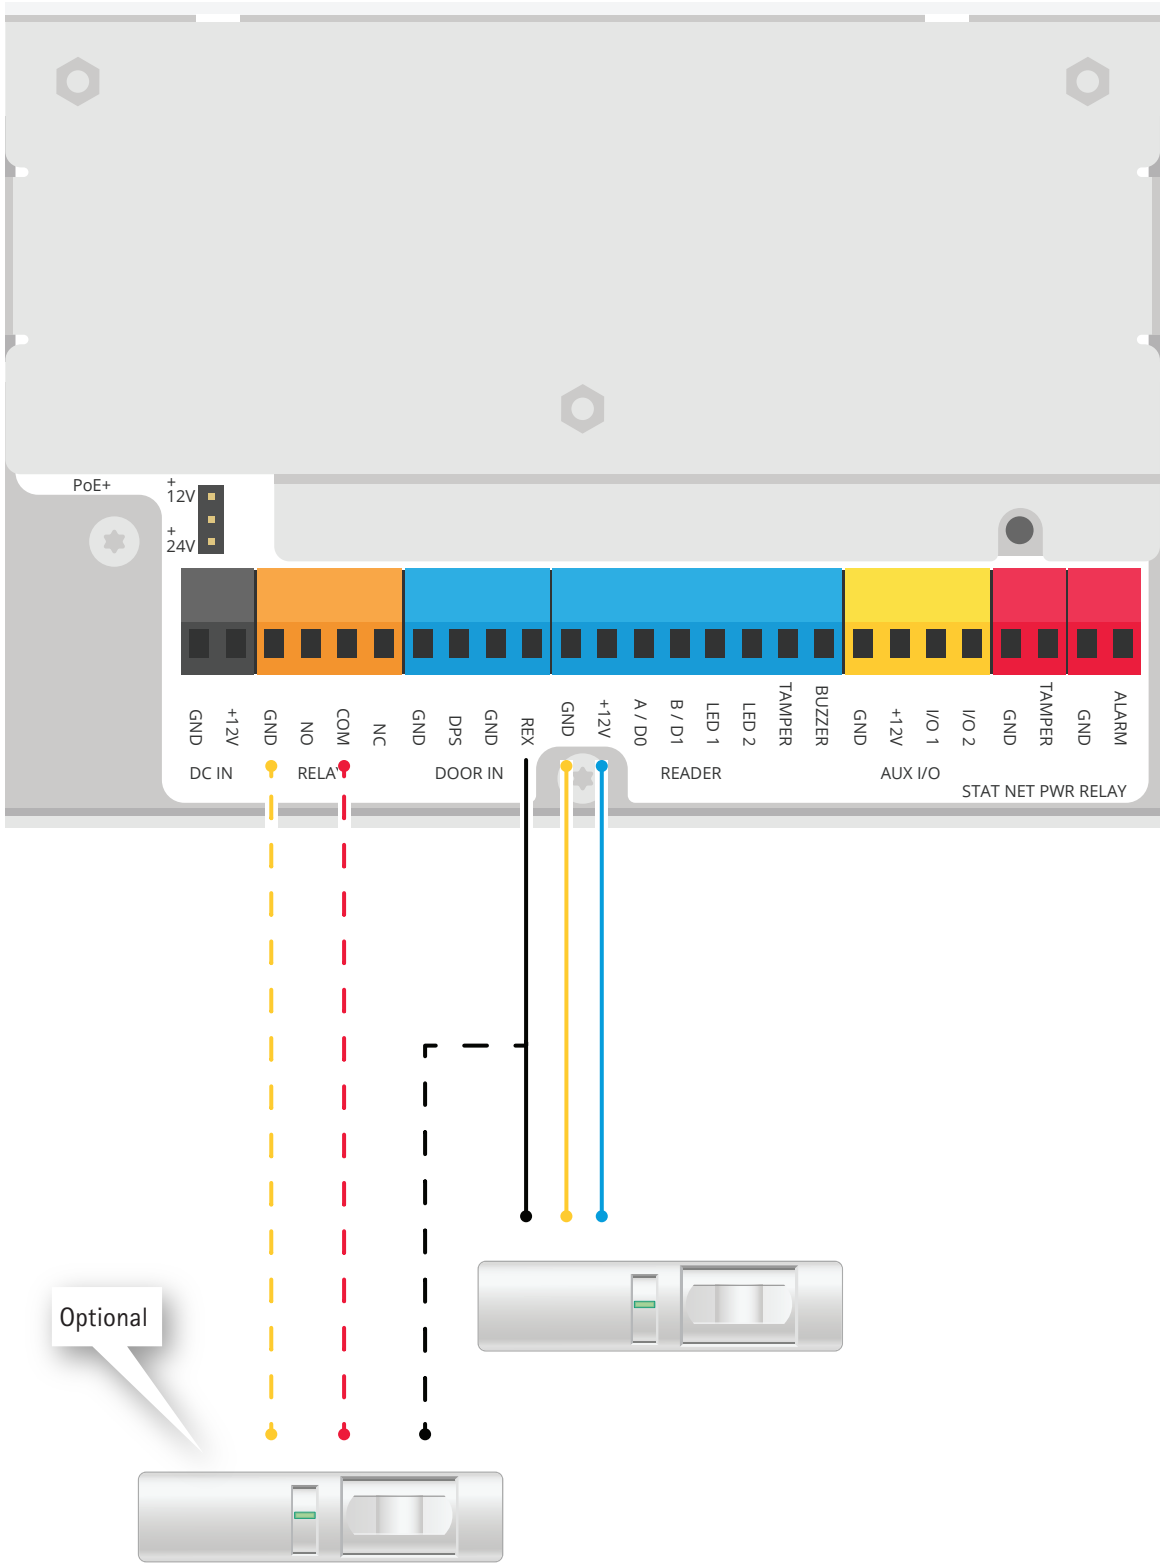 PoE+
+
12V
+
24V
GND
+12V
GND
NO
COM
NC
GND
DPS
GND
REX
GND
+12V
A / D0
B / D1
LED 1
LED 2
TAMPER
BUZZER
GND
+12V
I/O 1
I/O 2
GND
TAMPER
GND
ALARM
DC IN
RELAY
DOOR IN
READER
AUX I/O
STAT NET PWR RELAY
Optional